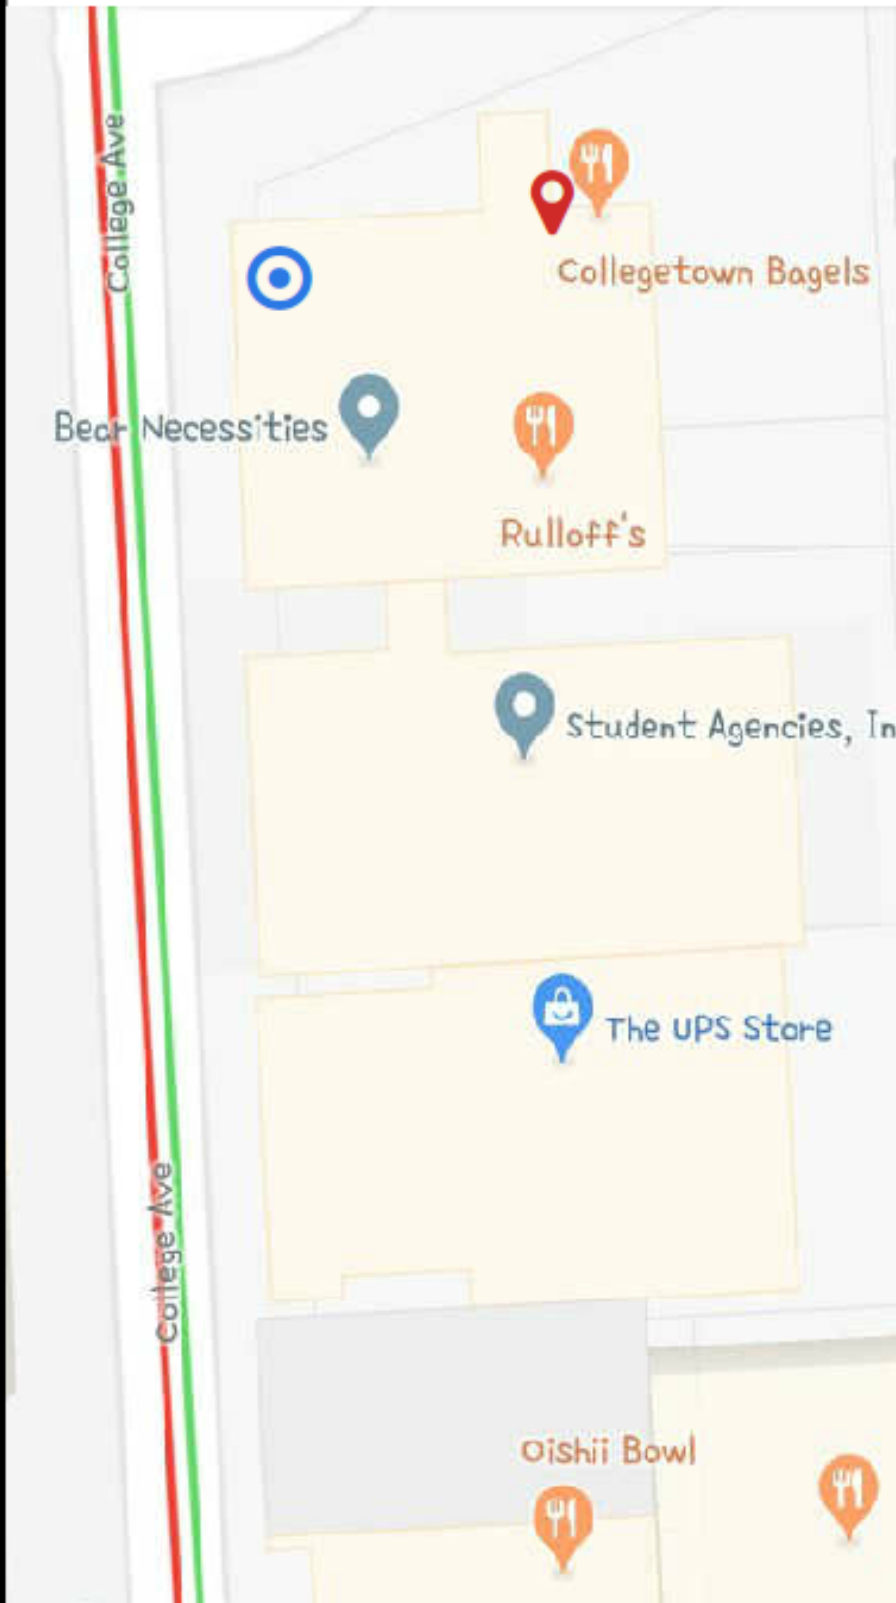 College Ave
Collegetown Bagels
Bear Necessities
Rulloff's
Student Agencies, In
The UPS Store
College Ave
Oishii Bowl